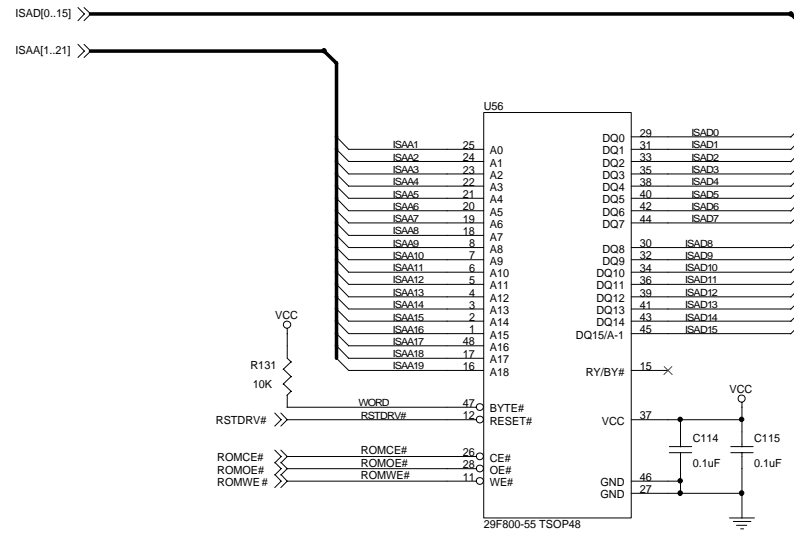 ISAD[0..15]
ISAA[1..21]
U56
ISAA1 25 A0 DQ0 29 ISAD0
ISAA2 24 A1 DQ1 31 ISAD1
ISAA3 23 A2 DQ2 33 ISAD2
ISAA4 22 A3 DQ3 35 ISAD3
ISAA5 21 A4 DQ4 38 ISAD4
ISAA6 20 A5 DQ5 40 ISAD5
ISAA7 19 A6 DQ6 42 ISAD6
ISAA8 18 A7 DQ7 44 ISAD7
ISAA9 8 A8 DQ8 30 ISAD8
ISAA10 7 A9 DQ9 32 ISAD9
ISAA11 6 A10 DQ10 34 ISAD10
ISAA12 5 A11 DQ11 36 ISAD11
ISAA13 4 A12 DQ12 39 ISAD12
ISAA14 3 A13 DQ13 41 ISAD13
ISAA15 2 A14 DQ14 43 ISAD14
ISAA16 1 A15 DQ15/A-1 45 ISAD15
ISAA17 48 A16
ISAA18 17 A17
ISAA19 16 A18 RY/BY# 15
VCC
R131
10K
WORD 47 BYTE#
RSTDRV# RSTDRV# 12 RESET#
VCC 37
VCC
C114 C115
0.1uF 0.1uF
ROMCE# ROMCE# 26 CE#
ROMOE# ROMOE# 28 OE#
ROMWE# ROMWE# 11 WE#
GND 46
GND 27
29F800-55 TSOP48